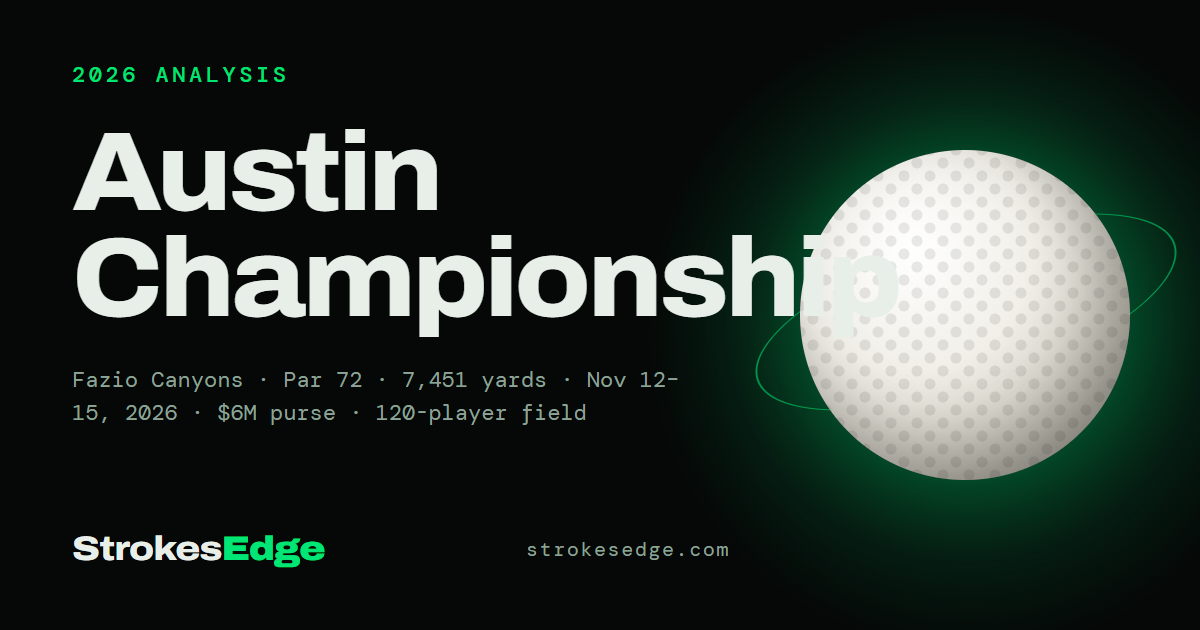 2026 ANALYSIS
Austin
Championship
Fazio Canyons · Par 72 · 7,451 yards · Nov 12–
15, 2026 · $6M purse · 120-player field
StrokesEdge
strokesedge.com